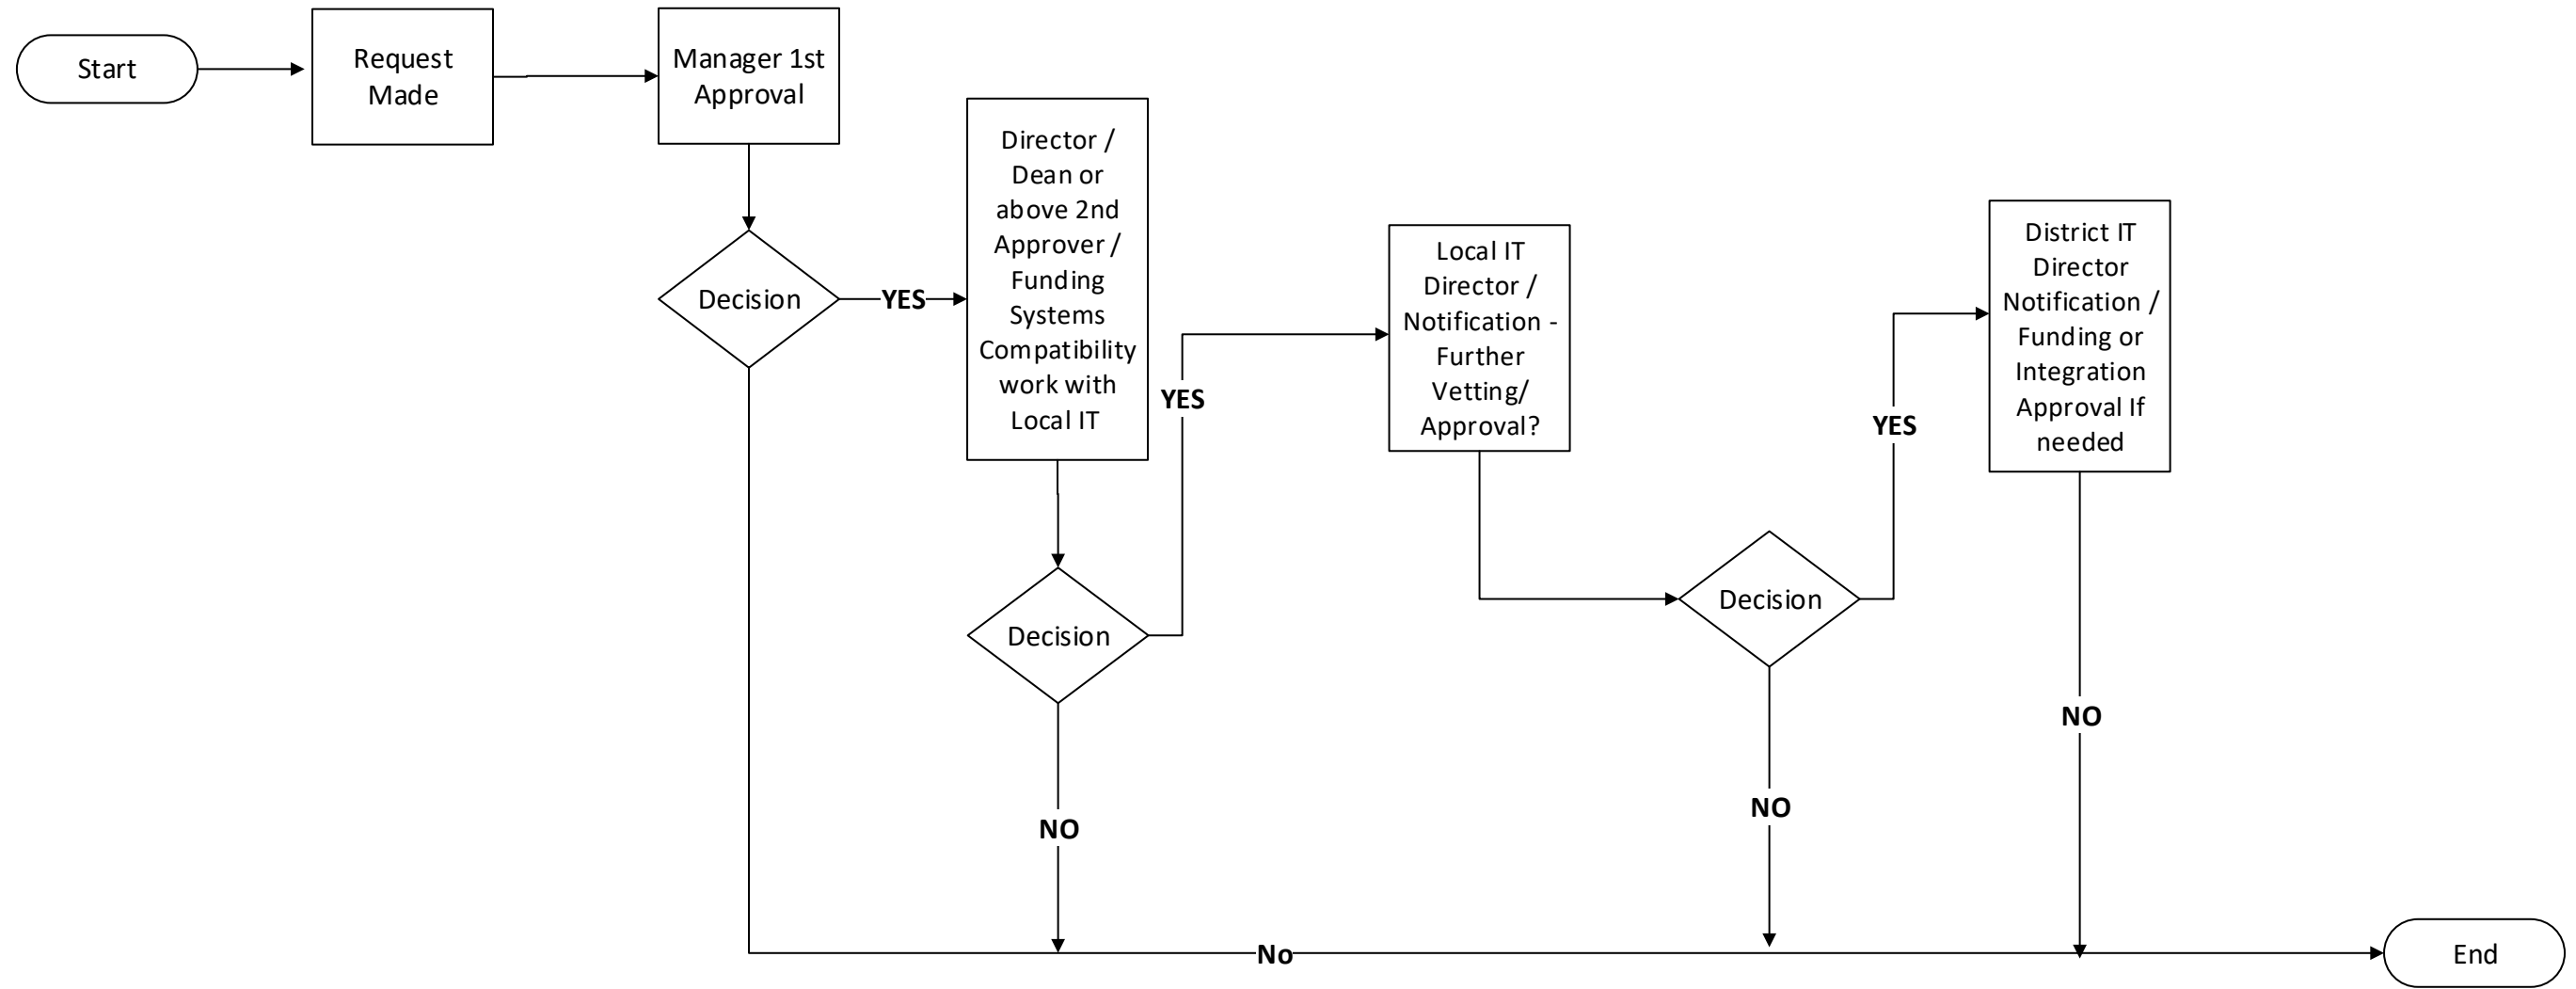 Start
Request
Made
Manager 1st
Approval
Decision
YES
Director /
Dean or
above 2nd
Approver /
Funding
Systems
Compatibility
work with
Local IT
Decision
YES
NO
Local IT
Director /
Notification -
Further
Vetting/
Approval?
Decision
YES
NO
District IT
Director
Notification /
Funding or
Integration
Approval If
needed
NO
No
End